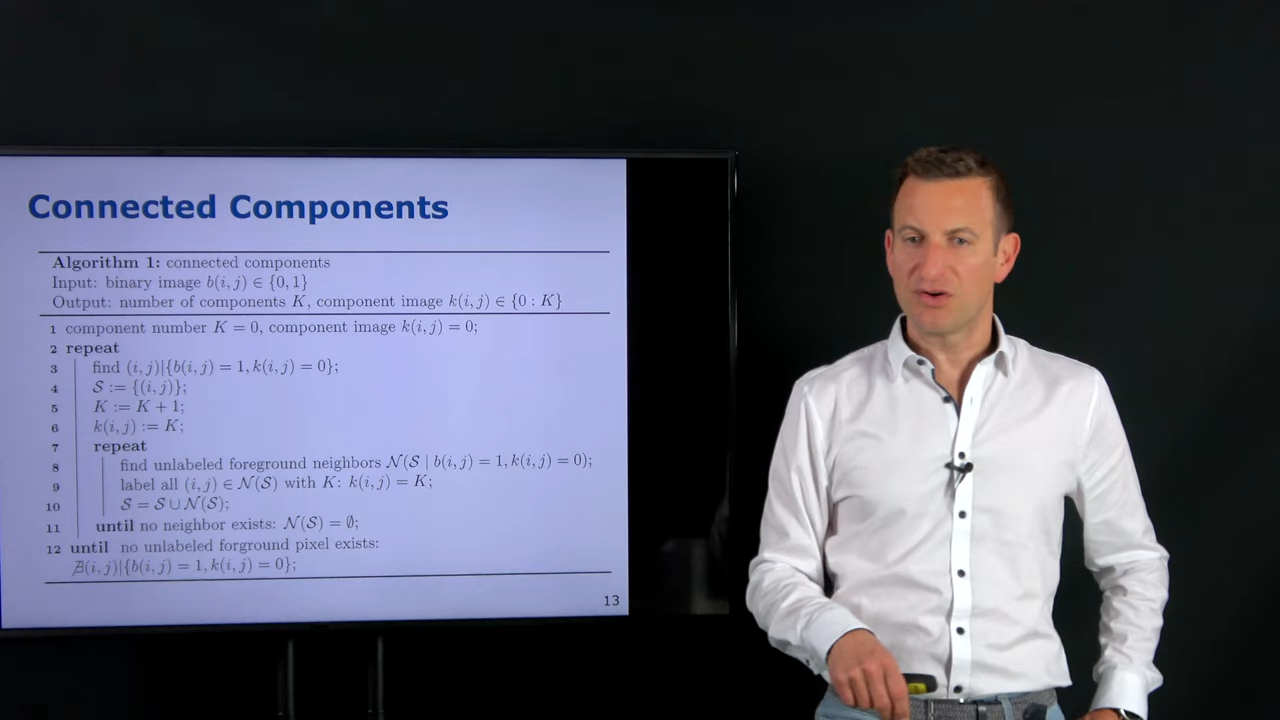 Connected Components
Algorithm 1: connected components
Input: binary image b(i, j) ∈ {0, 1}
Output: number of compnents K, component image k(i, j) ∈ {0 : K}
1 component number K = 0, component image k(i, j) = 0;
2 repeat
3 find (i, j)|{b(i, j) = 1, k(i, j) = 0};
4 𝒮 := {(i, j)};
5 K := K + 1;
6 k(i, j) := K;
7 repeat
8 find unlabeled foreground neighbors 𝒩(𝒮 | b(i, j) = 1, k(i, j) = 0);
9 label all (i, j) ∈ 𝒩(𝒮) with K: k(i, j) = K;
10 𝒮 = 𝒮 ∪ 𝒩(𝒮);
11 until no neighbor exists: 𝒩(𝒮) = ∅;
12 until no unlabeled forground pixel exists:
∄(i, j)|{b(i, j) = 1, k(i, j) = 0};
13